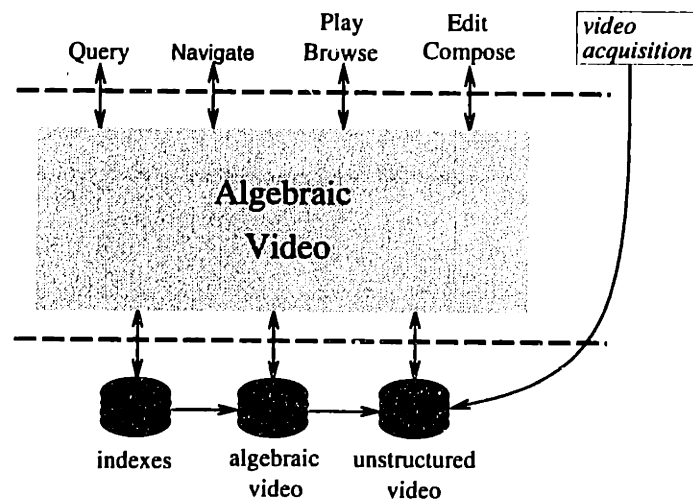 Query
Navigate
Play
Browse
Edit
Compose
video
acquisition
Algebraic
Video
indexes
algebraic
video
unstructured
video